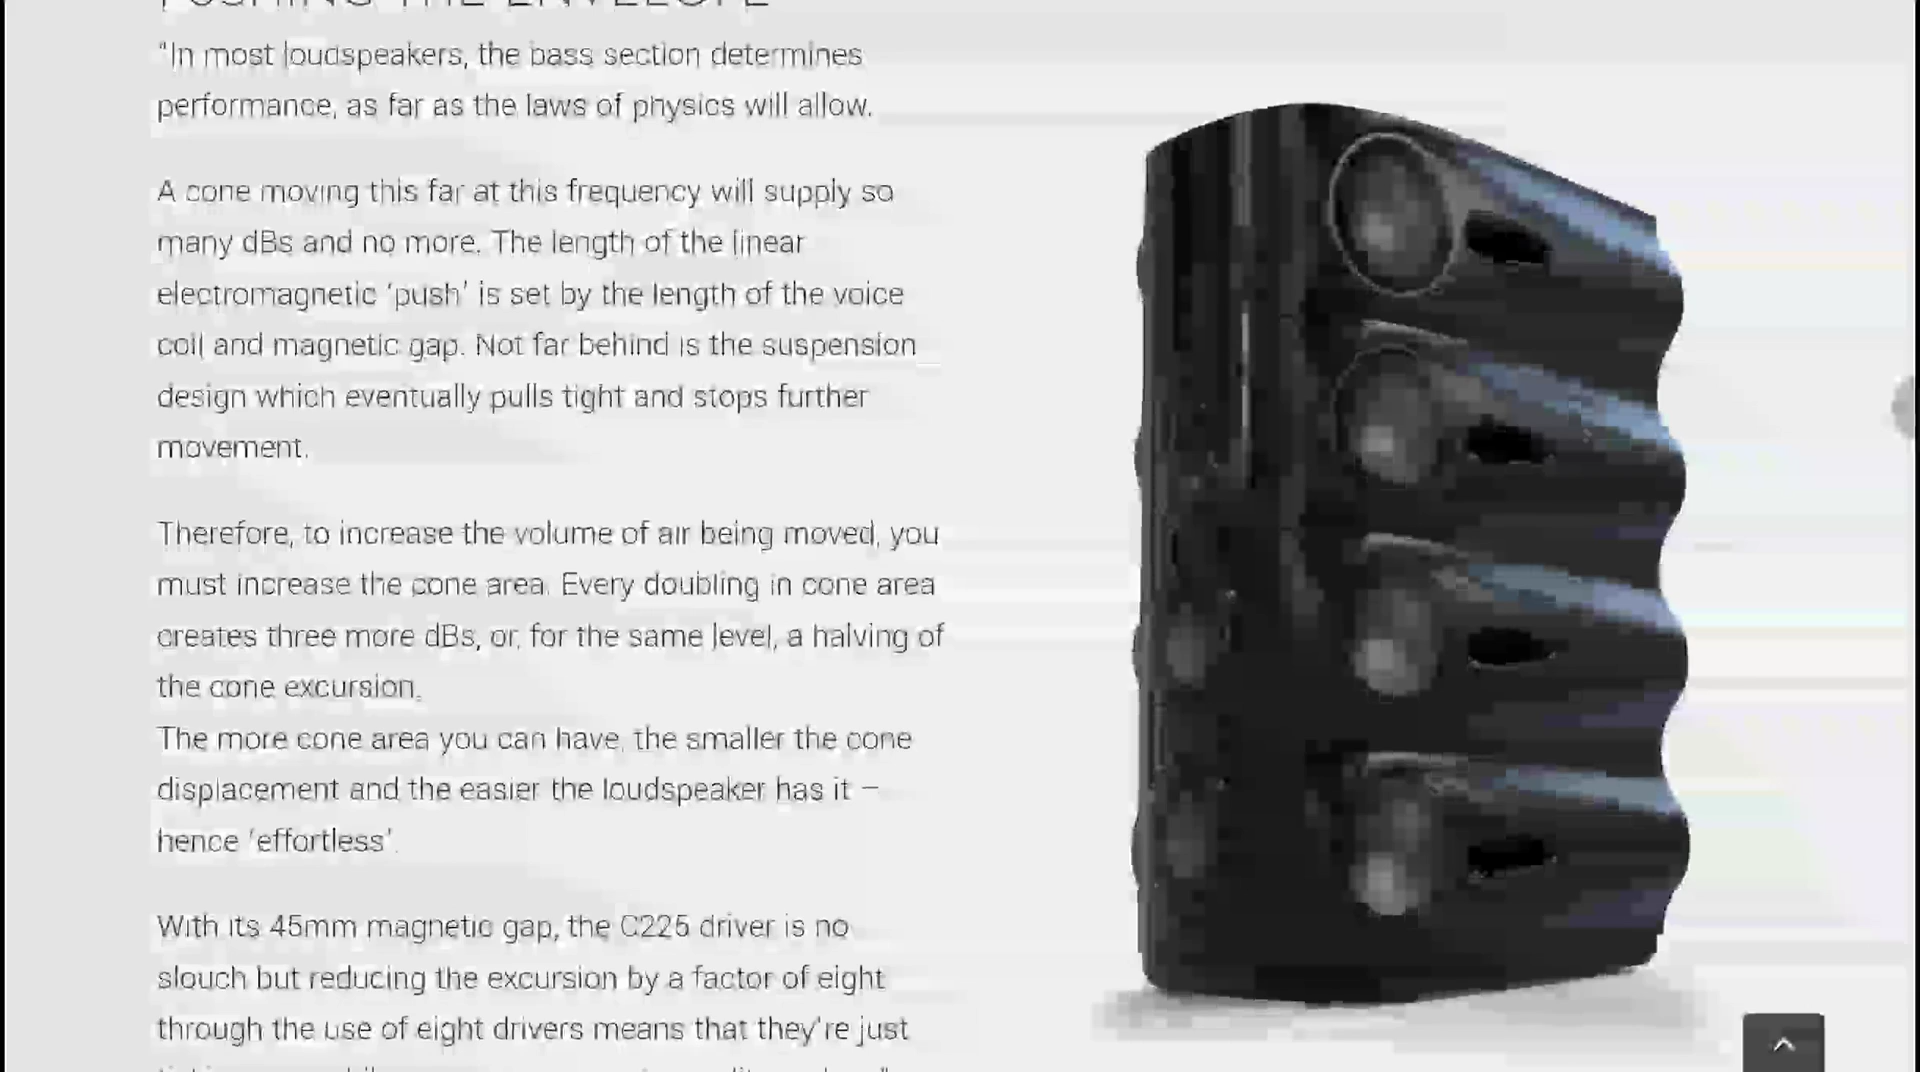 PUSHING THE ENVELOPE
"In most loudspeakers, the bass section determines
performance, as far as the laws of physics will allow.
A cone moving this far at this frequency will supply so
many dBs and no more. The length of the linear
electromagnetic 'push' is set by the length of the voice
coil and magnetic gap. Not far behind is the suspension
design which eventually pulls tight and stops further
movement.
Therefore, to increase the volume of air being moved, you
must increase the cone area. Every doubling in cone area
creates three more dBs, or, for the same level, a halving of
the cone excursion.
The more cone area you can have, the smaller the cone
displacement and the easier the loudspeaker has it –
hence 'effortless'.
With its 45mm magnetic gap, the C225 driver is no
slouch but reducing the excursion by a factor of eight
through the use of eight drivers means that they're just